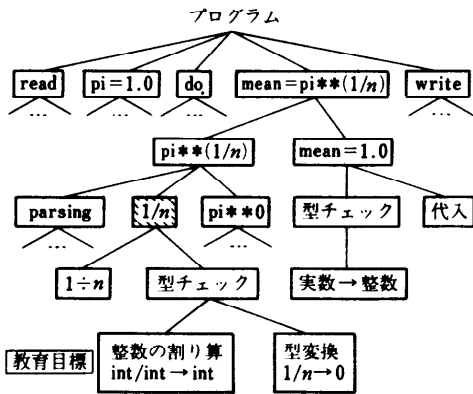 プログラム
read
pi=1.0
do
mean=pi**(1/n)
write
...
...
...
...
pi**(1/n)
mean=1.0
parsing
1/n
pi**0
型チェック
代入
...
...
1÷n
型チェック
実数→整数
教育目標
整数の割り算
int/int→int
型変換
1/n→0